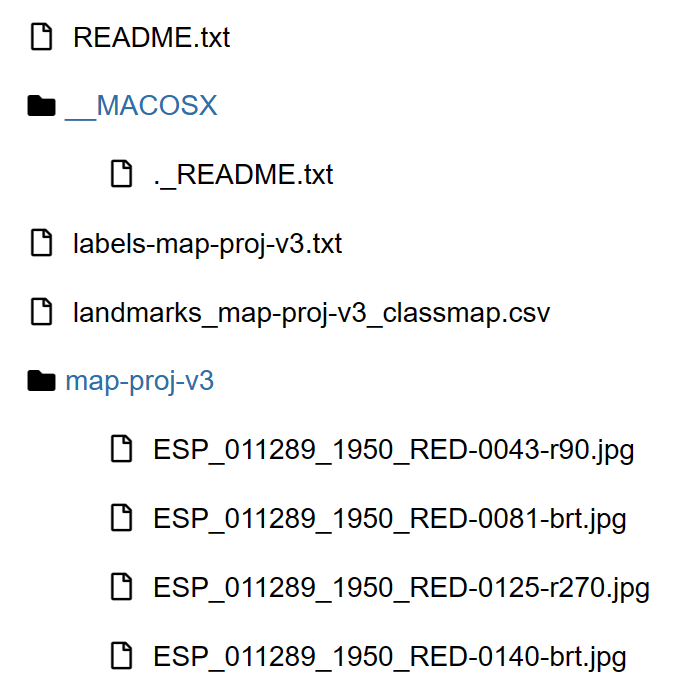 README.txt
__MACOSX
._README.txt
labels-map-proj-v3.txt
landmarks_map-proj-v3_classmap.csv
map-proj-v3
ESP_011289_1950_RED-0043-r90.jpg
ESP_011289_1950_RED-0081-brt.jpg
ESP_011289_1950_RED-0125-r270.jpg
ESP_011289_1950_RED-0140-brt.jpg